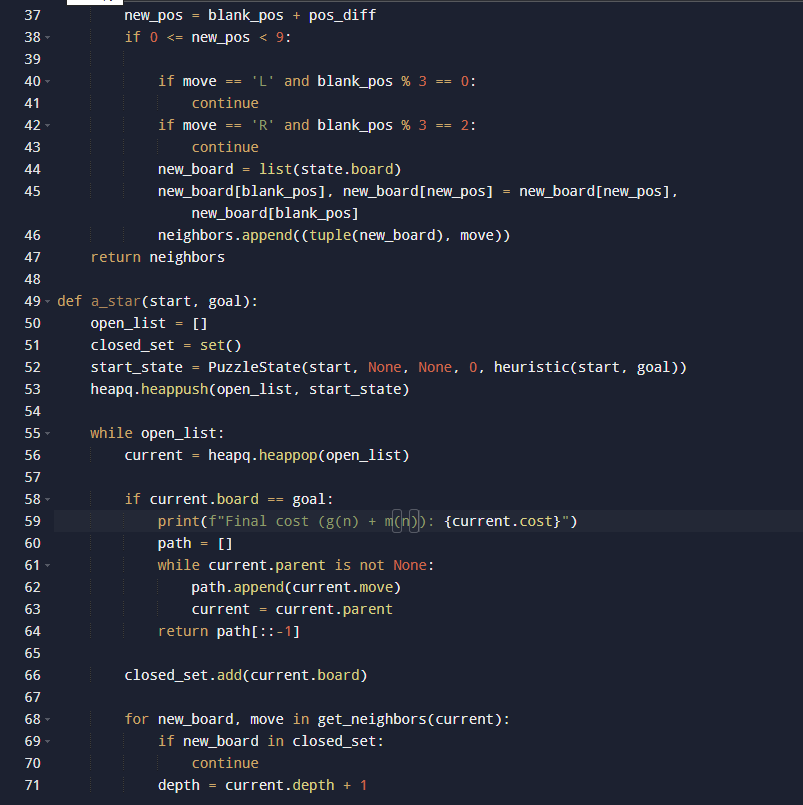 37 new_pos = blank_pos + pos_diff
38 if 0 <= new_pos < 9:
39
40 if move == 'L' and blank_pos % 3 == 0:
41 continue
42 if move == 'R' and blank_pos % 3 == 2:
43 continue
44 new_board = list(state.board)
45 new_board[blank_pos], new_board[new_pos] = new_board[new_pos],
new_board[blank_pos]
46 neighbors.append((tuple(new_board), move))
47 return neighbors
48
49 def a_star(start, goal):
50 open_list = []
51 closed_set = set()
52 start_state = PuzzleState(start, None, None, 0, heuristic(start, goal))
53 heapq.heappush(open_list, start_state)
54
55 while open_list:
56 current = heapq.heappop(open_list)
57
58 if current.board == goal:
59 print(f"Final cost (g(n) + m(n)): {current.cost}")
60 path = []
61 while current.parent is not None:
62 path.append(current.move)
63 current = current.parent
64 return path[::-1]
65
66 closed_set.add(current.board)
67
68 for new_board, move in get_neighbors(current):
69 if new_board in closed_set:
70 continue
71 depth = current.depth + 1